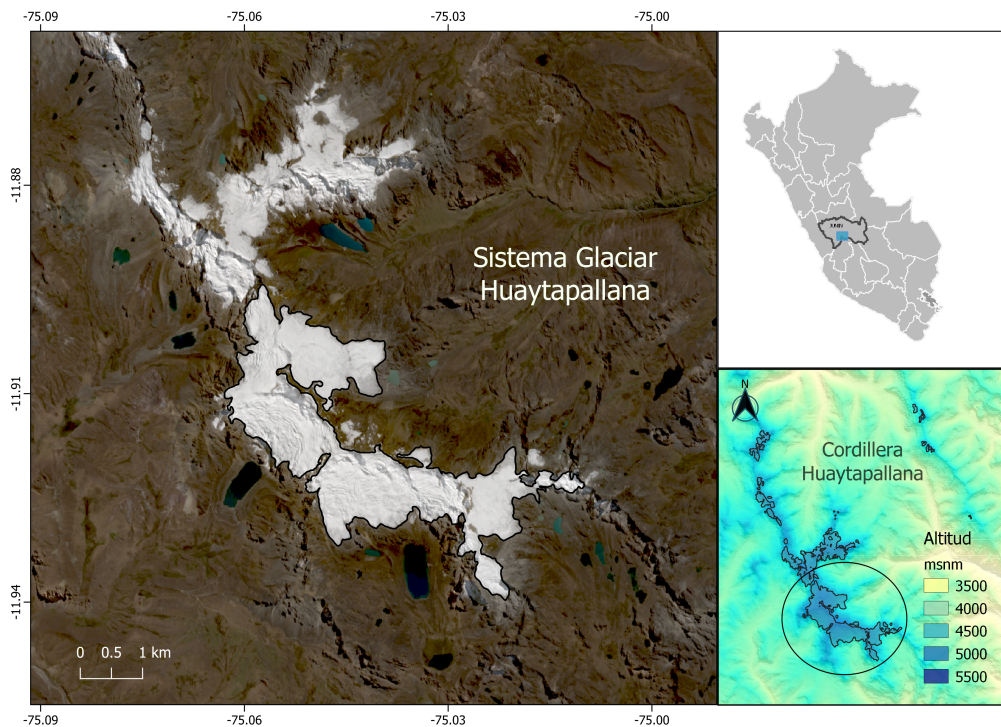 -75.09
-75.06
-75.03
-75.00
-11.88
-11.91
-11.94
Sistema Glaciar
Huaytapallana
0 0.5 1 km
-75.09
-75.06
-75.03
-75.00
JUNIN
N
Cordillera
Huaytapallana
Altitud
msnm
3500
4000
4500
5000
5500